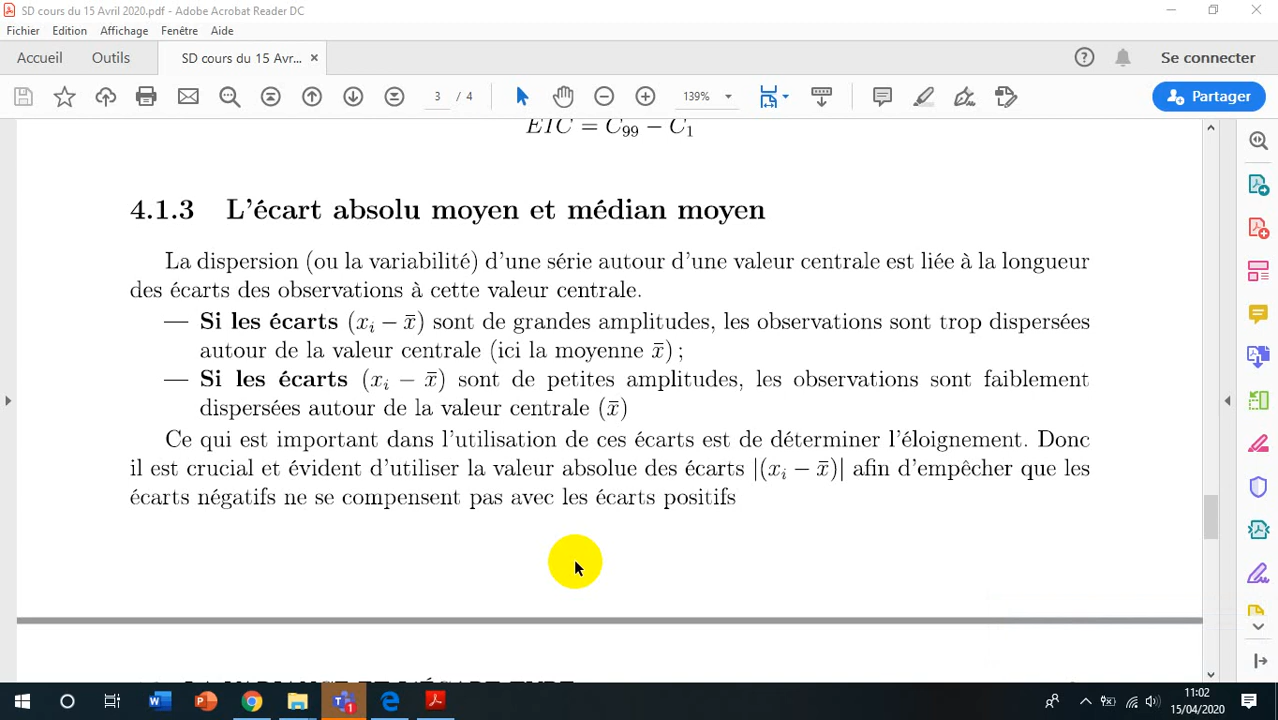 SD cours du 15 Avril 2020.pdf - Adobe Acrobat Reader DC
Fichier Edition Affichage Fenêtre Aide
Accueil Outils SD cours du 15 Avr... × Se connecter
3 / 4 139% Partager
EIC = C₉₉ − C₁
4.1.3 L'écart absolu moyen et médian moyen
La dispersion (ou la variabilité) d'une série autour d'une valeur centrale est liée à la longueur
des écarts des observations à cette valeur centrale.
— Si les écarts (xᵢ − x̄) sont de grandes amplitudes, les observations sont trop dispersées
autour de la valeur centrale (ici la moyenne x̄) ;
— Si les écarts (xᵢ − x̄) sont de petites amplitudes, les observations sont faiblement
dispersées autour de la valeur centrale (x̄)
Ce qui est important dans l'utilisation de ces écarts est de déterminer l'éloignement. Donc
il est crucial et évident d'utiliser la valeur absolue des écarts |(xᵢ − x̄)| afin d'empêcher que les
écarts négatifs ne se compensent pas avec les écarts positifs
LA VARIANCE ET L'ÉCART TYPE
11:02
15/04/2020